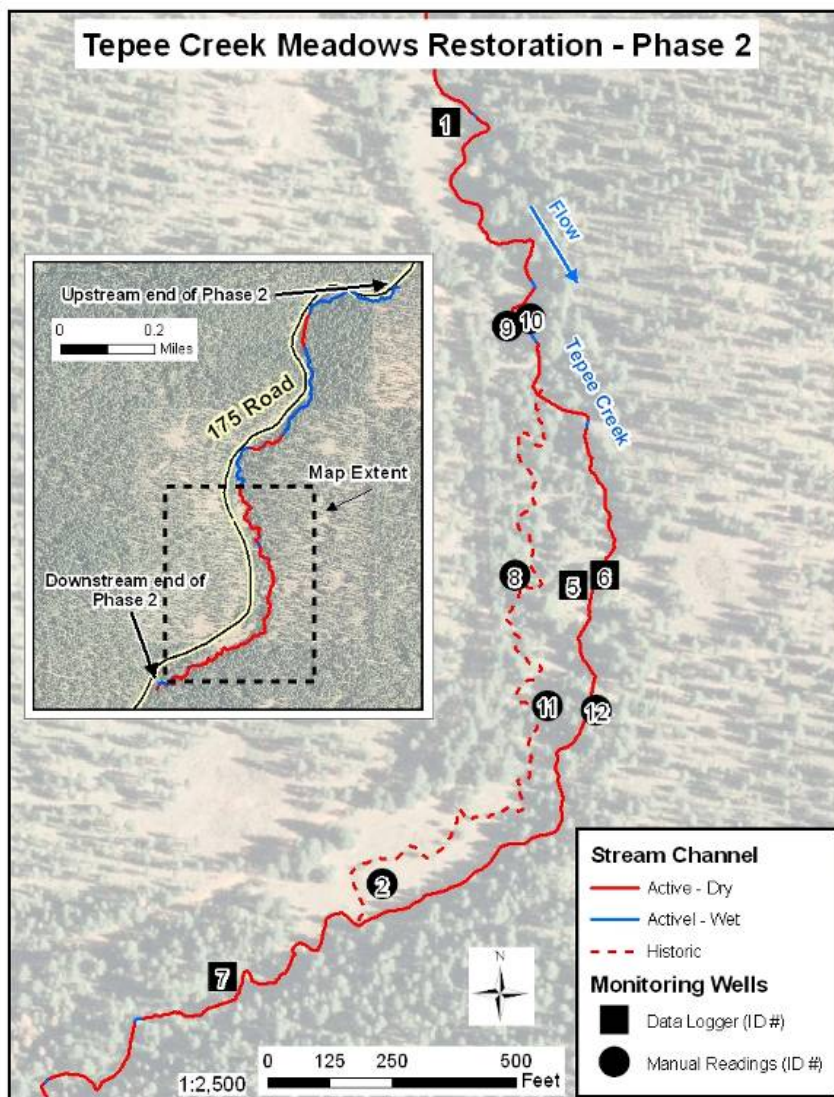 Tepee Creek Meadows Restoration - Phase 2
1
Flow
9
10
Tepee Creek
Upstream end of Phase 2
0 0.2
Miles
175 Road
Map Extent
Downstream end of
Phase 2
8
5
6
11
12
2
7
N
1:2,500
0 125 250 500
Feet
Stream Channel
Active - Dry
Activel - Wet
Historic
Monitoring Wells
Data Logger (ID #)
Manual Readings (ID #)